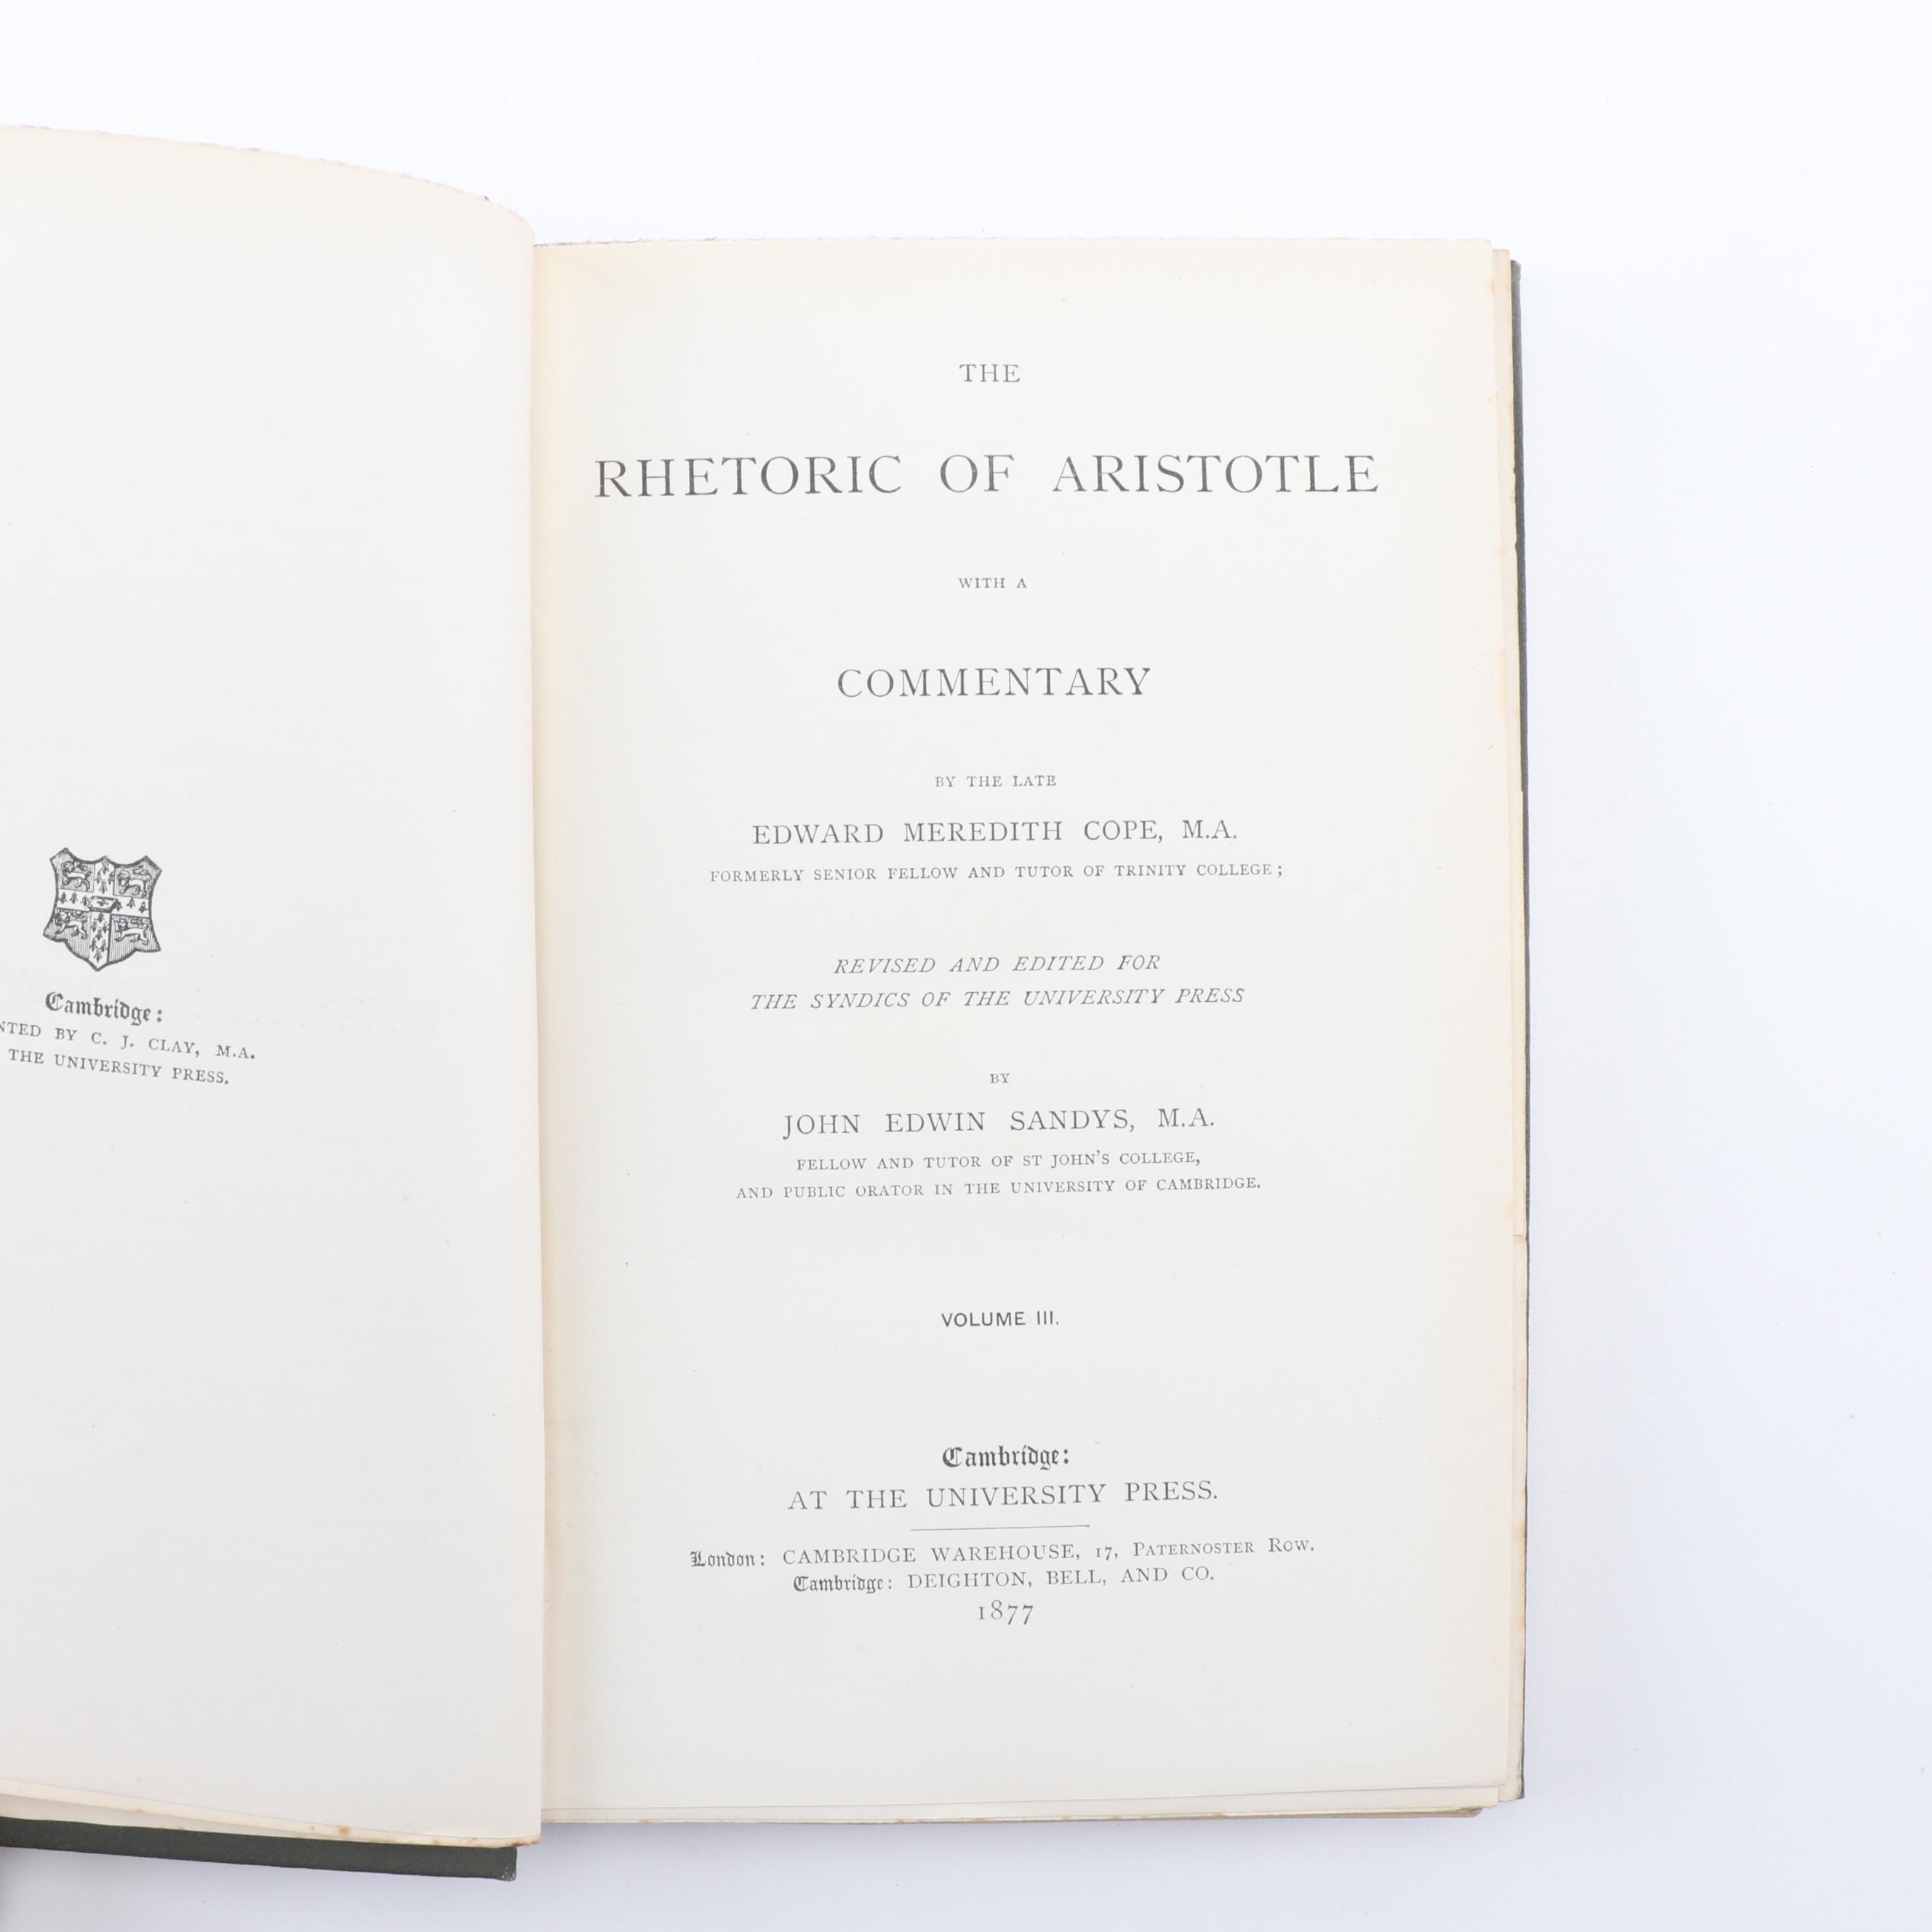 Cambridge:
BY C. J. CLAY, M.A.
THE UNIVERSITY PRESS.
THE
RHETORIC OF ARISTOTLE
WITH A
COMMENTARY
BY THE LATE
EDWARD MEREDITH COPE, M.A.
FORMERLY SENIOR FELLOW AND TUTOR OF TRINITY COLLEGE;
REVISED AND EDITED FOR
THE SYNDICS OF THE UNIVERSITY PRESS
BY
JOHN EDWIN SANDYS, M.A.
FELLOW AND TUTOR OF ST JOHN'S COLLEGE,
AND PUBLIC ORATOR IN THE UNIVERSITY OF CAMBRIDGE.
VOLUME III.
Cambridge:
AT THE UNIVERSITY PRESS.
London: CAMBRIDGE WAREHOUSE, 17, PATERNOSTER ROW.
Cambridge: DEIGHTON, BELL, AND CO.
1877